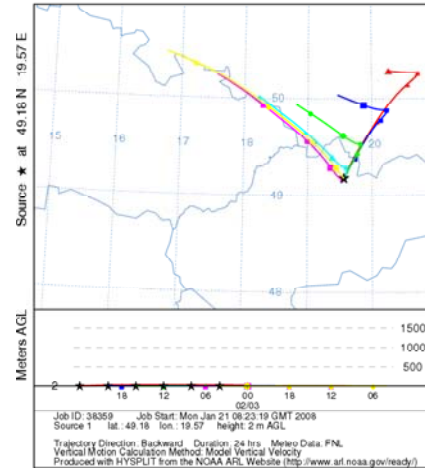 Source ★ at 49.18 N 19.57 E
15
16
17
18
20
50
49
48
Meters AGL
1500
1000
500
2
18 12 06 00 18 12 06
02/03
Job ID: 38359 Job Start: Mon Jan 21 08:23:19 GMT 2008
Source 1 lat.: 49.18 lon.: 19.57 height: 2 m AGL
Trajectory Direction: Backward Duration: 24 hrs Meteo Data: FNL
Vertical Motion Calculation Method: Model Vertical Velocity
Produced with HYSPLIT from the NOAA ARL Website (http://www.arl.noaa.gov/ready/)